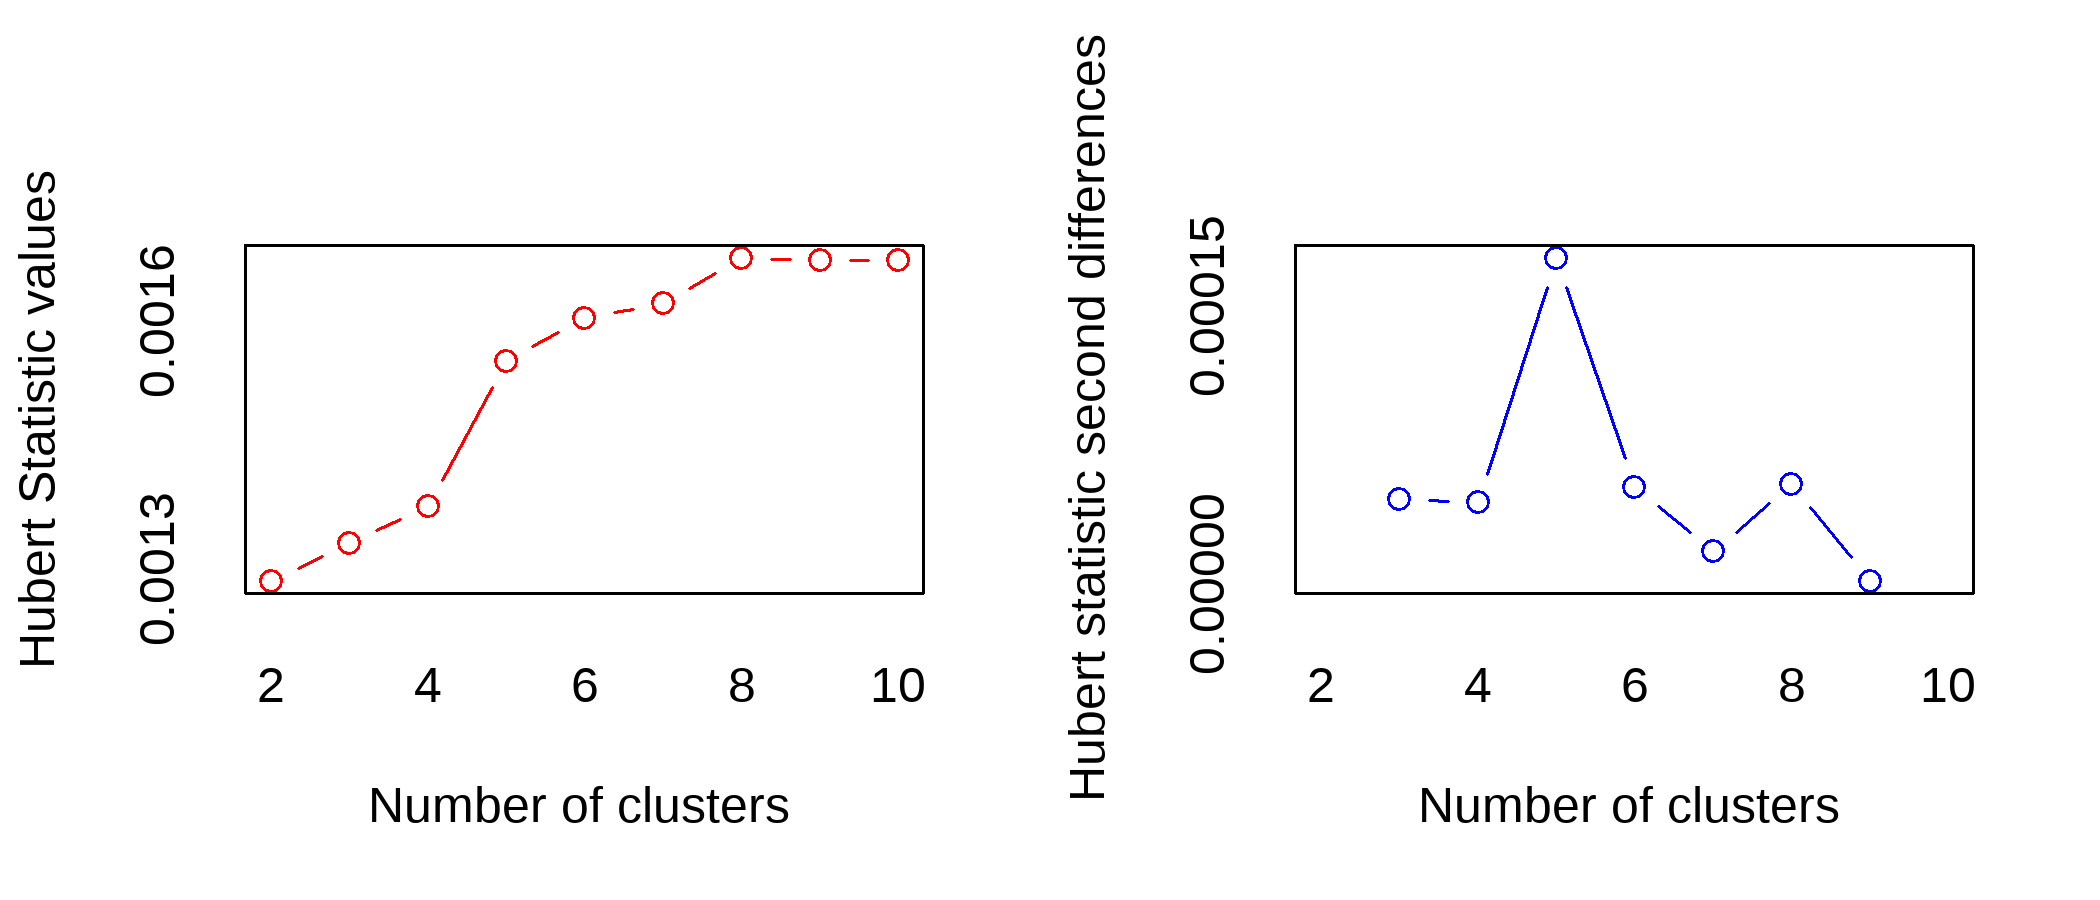 Hubert Statistic values
0.0013
0.0016
2 4 6 8 10
Number of clusters
Hubert statistic second differences
0.00000
0.00015
2 4 6 8 10
Number of clusters